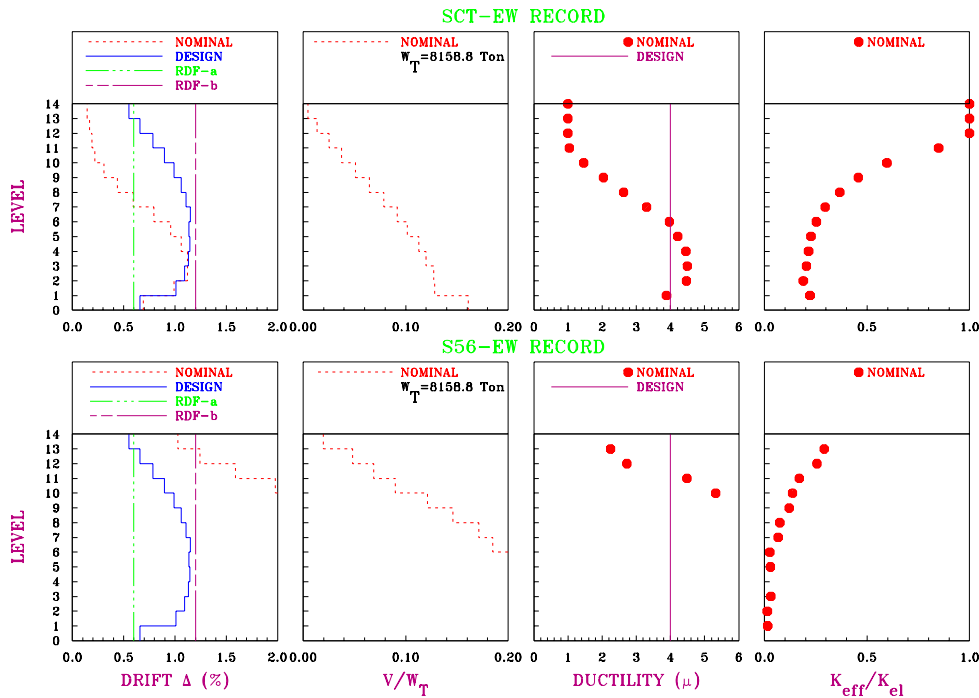 SCT-EW RECORD
NOMINAL
DESIGN
RDF-a
RDF-b
NOMINAL
W_T=8158.8 Ton
NOMINAL
DESIGN
NOMINAL
LEVEL
14
13
12
11
10
9
8
7
6
5
4
3
2
1
0
0.0 0.5 1.0 1.5 2.0
0.00 0.10 0.20
0 1 2 3 4 5 6
0.0 0.5 1.0
S56-EW RECORD
NOMINAL
DESIGN
RDF-a
RDF-b
NOMINAL
W_T=8158.8 Ton
NOMINAL
DESIGN
NOMINAL
LEVEL
14
13
12
11
10
9
8
7
6
5
4
3
2
1
0
0.0 0.5 1.0 1.5 2.0
0.00 0.10 0.20
0 1 2 3 4 5 6
0.0 0.5 1.0
DRIFT Δ (%)
V/W_T
DUCTILITY (μ)
K_eff/K_el